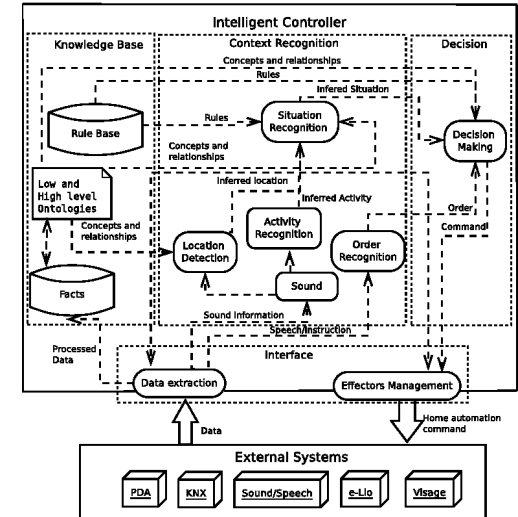 Intelligent Controller
Knowledge Base
Context Recognition
Decision
Concepts and relationships
Rules
Infered Situation
Rule Base
Rules
Situation
Recognition
Decision
Making
Concepts and
relationships
Low and
High level
Ontologies
Infered location
Infered Activity
Concepts and
relationships
Activity
Recognition
Order
Command
Location
Detection
Order
Recognition
Facts
Sound
Sound Information
Speech/instruction
Processed
Data
Interface
Data extraction
Effectors Management
Data
Home automation
command
External Systems
PDA
KNX
Sound/Speech
e-Lio
Visage